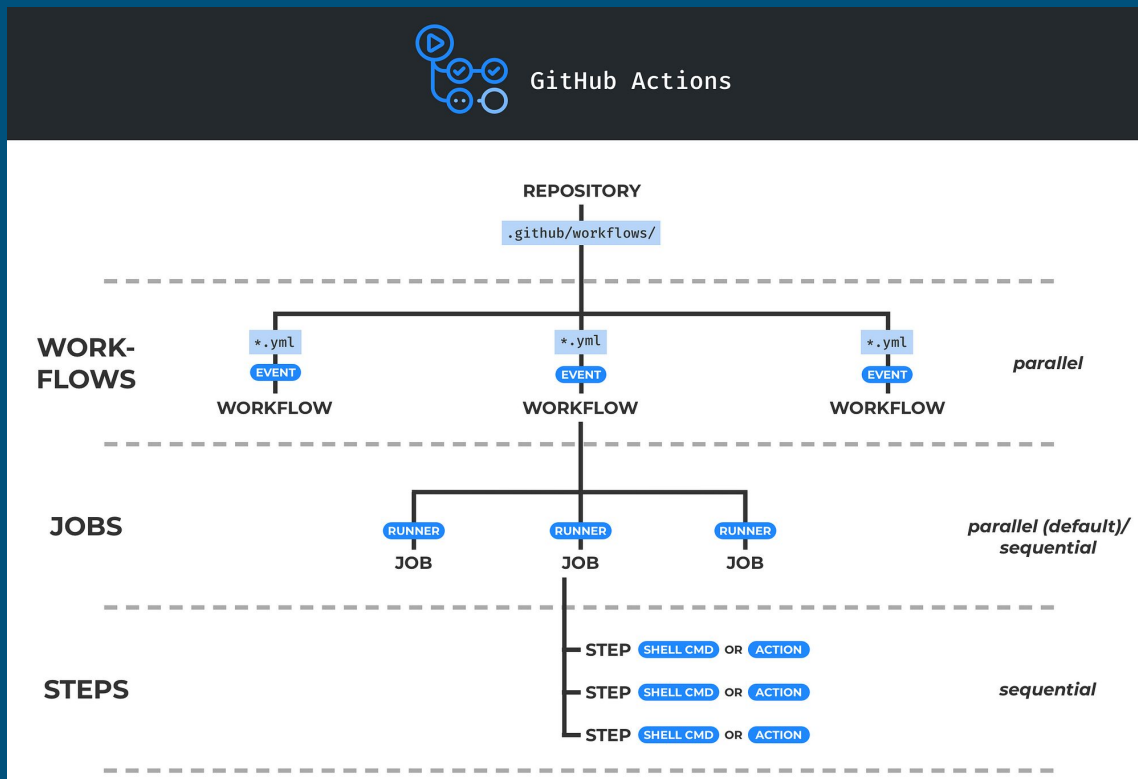 GitHub Actions
REPOSITORY
.github/workflows/
WORK-
FLOWS
*.yml *.yml *.yml
EVENT EVENT EVENT
parallel
WORKFLOW WORKFLOW WORKFLOW
JOBS
RUNNER RUNNER RUNNER
parallel (default)/
sequential
JOB JOB JOB
STEPS
STEP SHELL CMD OR ACTION
STEP SHELL CMD OR ACTION
sequential
STEP SHELL CMD OR ACTION